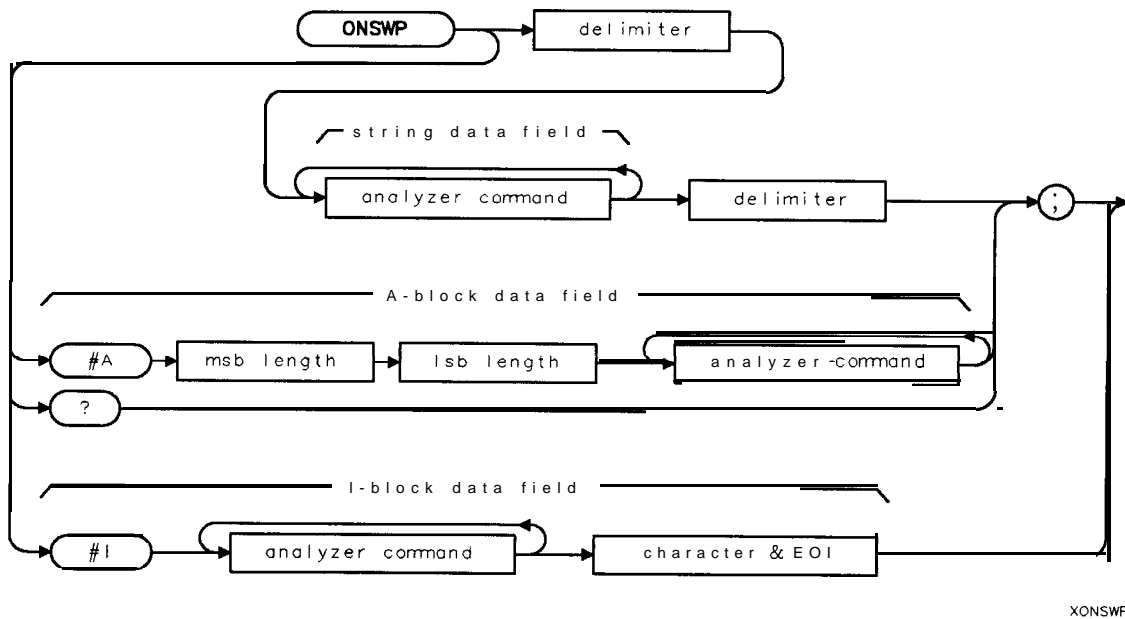 ONSWP delimiter
string data field
analyzer command delimiter ;
A-block data field
#A msb length lsb length analyzer-command
?
I-block data field
#I analyzer command character & EOI
XONSWP